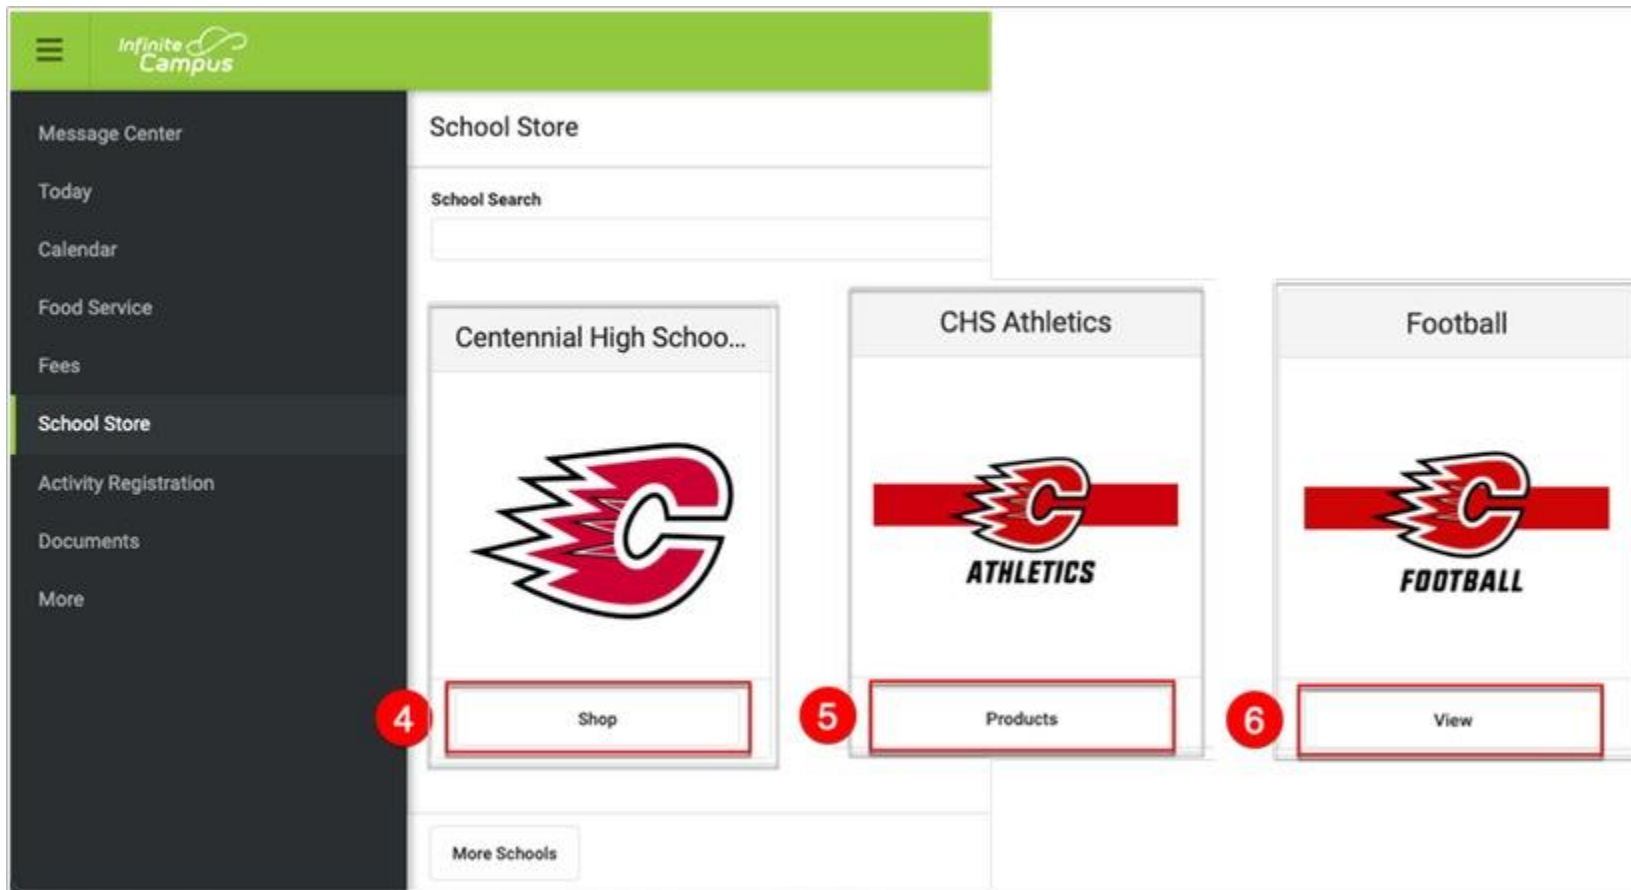 Infinite
Campus
Message Center
Today
Calendar
Food Service
Fees
School Store
Activity Registration
Documents
More
School Store
School Search
Centennial High Schoo...
4
Shop
CHS Athletics
C
ATHLETICS
5
Products
Football
C
FOOTBALL
6
View
More Schools